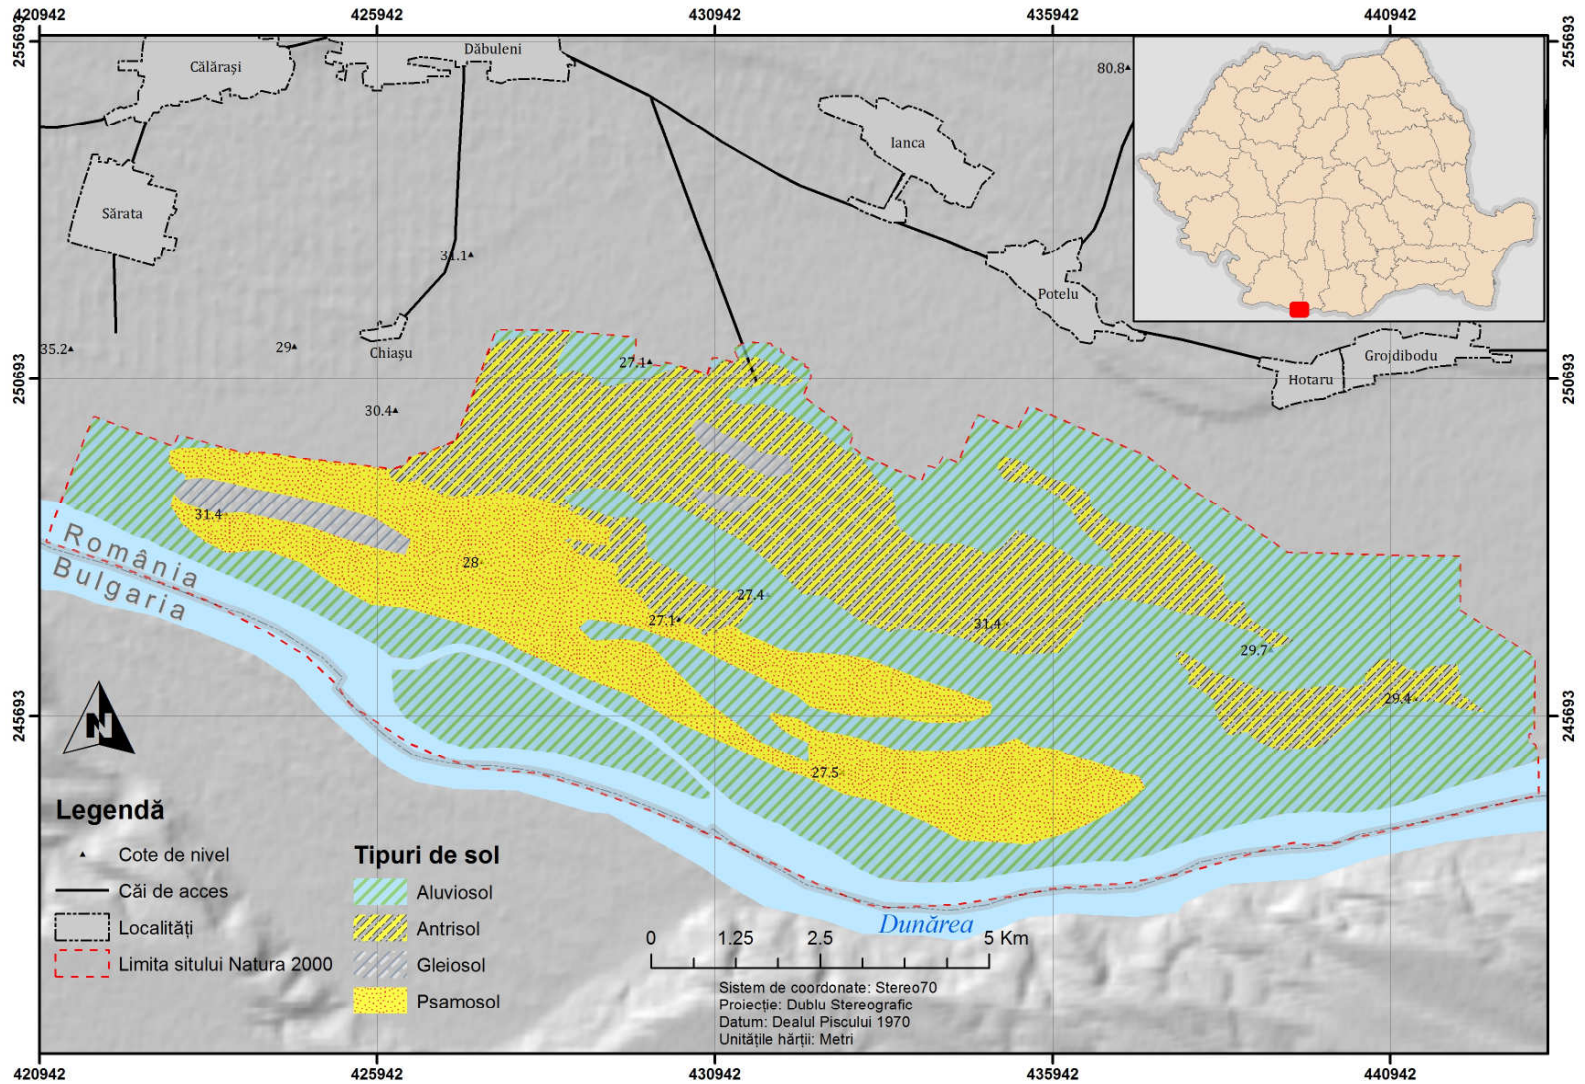 420942 425942 430942 435942 440942
255693
255693
Dăbuleni
Călărași
80.8
Ianca
Sărata
31.1
Potelu
35.2
29
Chiașu
27.1
Grojdibodu
Hotaru
250693
250693
30.4
31.4
România
Bulgaria
28
27.4
27.1
31.4
29.7
29.4
245693
245693
N
27.5
Legendă
Cote de nivel
Căi de acces
Localități
Limita sitului Natura 2000
Tipuri de sol
Aluviosol
Antrisol
Gleiosol
Psamosol
Dunărea
0 1.25 2.5 5 Km
Sistem de coordonate: Stereo70
Proiecție: Dublu Stereografic
Datum: Dealul Piscului 1970
Unitățile hărții: Metri
420942 425942 430942 435942 440942